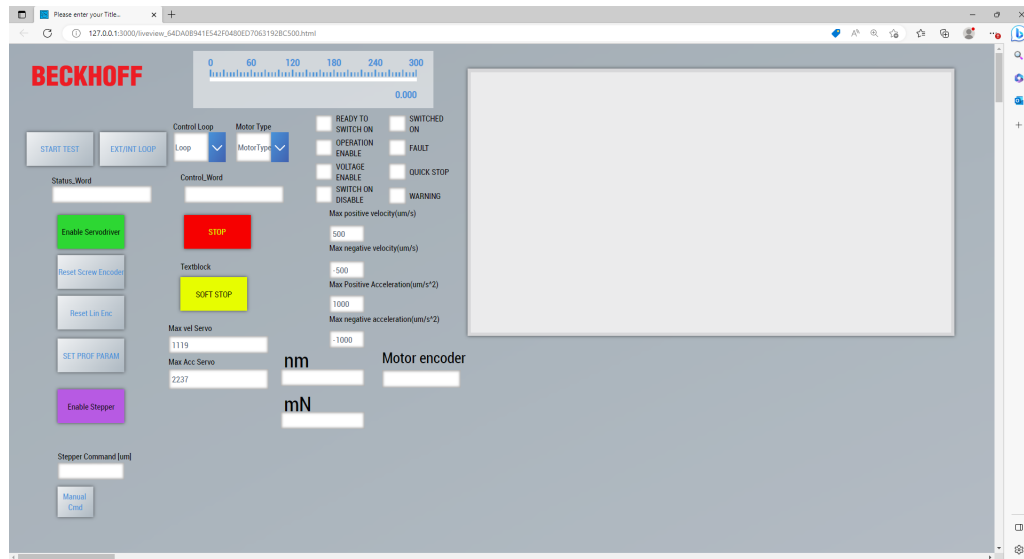 Please enter your Title...
127.0.0.1:3000/liveview_64DA0B941E542F0480ED7063192BC500.html
BECKHOFF
0 60 120 180 240 300
0.000
START TEST
EXT/INT LOOP
Control Loop
Motor Type
Loop
MotorType
READY TO
SWITCH ON
SWITCHED
ON
OPERATION
ENABLE
FAULT
VOLTAGE
ENABLE
QUICK STOP
SWITCH ON
DISABLE
WARNING
Status_Word
Control_Word
Enable Servodriver
STOP
Reset Screw Encoder
Textblock
SOFT STOP
Reset Lin Enc
Max positive velocity(um/s)
500
Max negative velocity(um/s)
-500
Max Positive Acceleration(um/s^2)
1000
Max negative acceleration(um/s^2)
-1000
Max vel Servo
1119
SET PROF PARAM
Max Acc Servo
2237
nm
Motor encoder
Enable Stepper
mN
Stepper Command [um]
Manual
Cmd